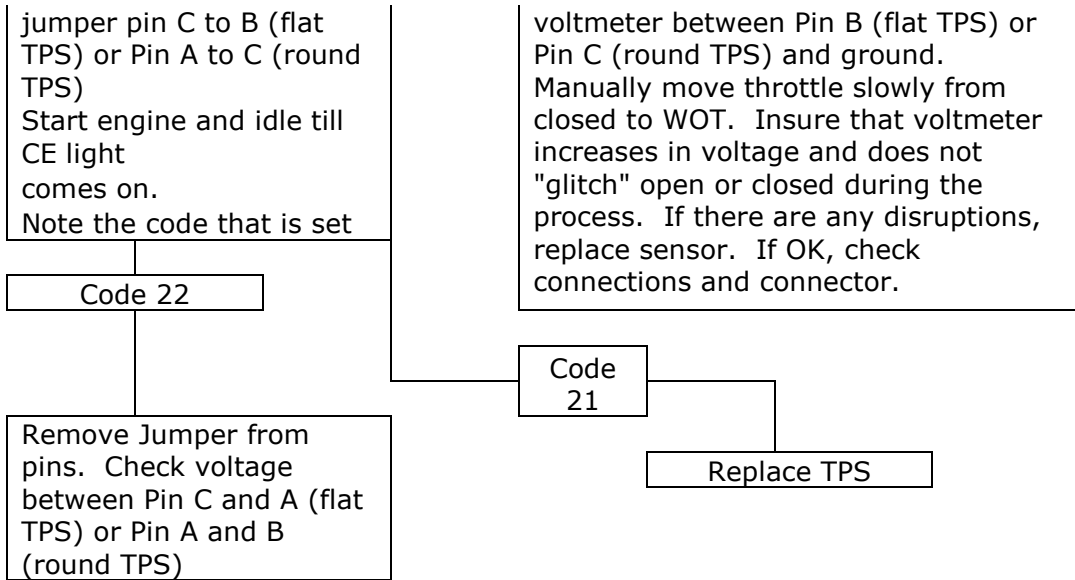 jumper pin C to B (flat
TPS) or Pin A to C (round
TPS)
Start engine and idle till
CE light
comes on.
Note the code that is set
voltmeter between Pin B (flat TPS) or
Pin C (round TPS) and ground.
Manually move throttle slowly from
closed to WOT.  Insure that voltmeter
increases in voltage and does not
"glitch" open or closed during the
process.  If there are any disruptions,
replace sensor.  If OK, check
connections and connector.
Code 22
Code
21
Remove Jumper from
pins.  Check voltage
between Pin C and A (flat
TPS) or Pin A and B
(round TPS)
Replace TPS